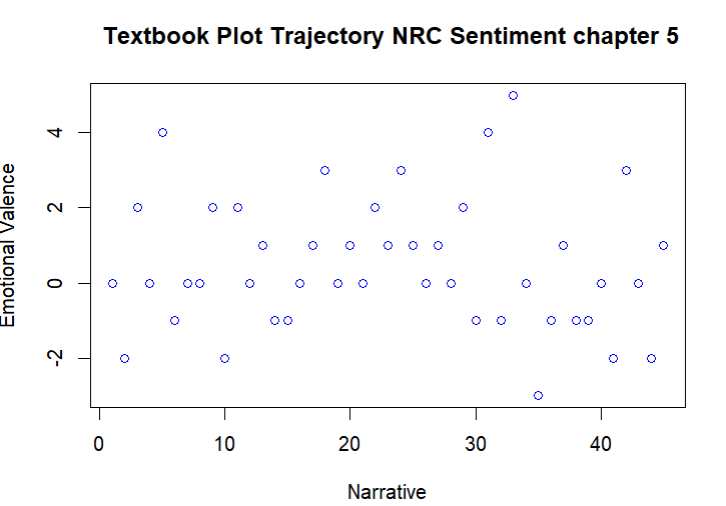 Textbook Plot Trajectory NRC Sentiment chapter 5
Emotional Valence
4
2
0
-2
0 10 20 30 40
Narrative